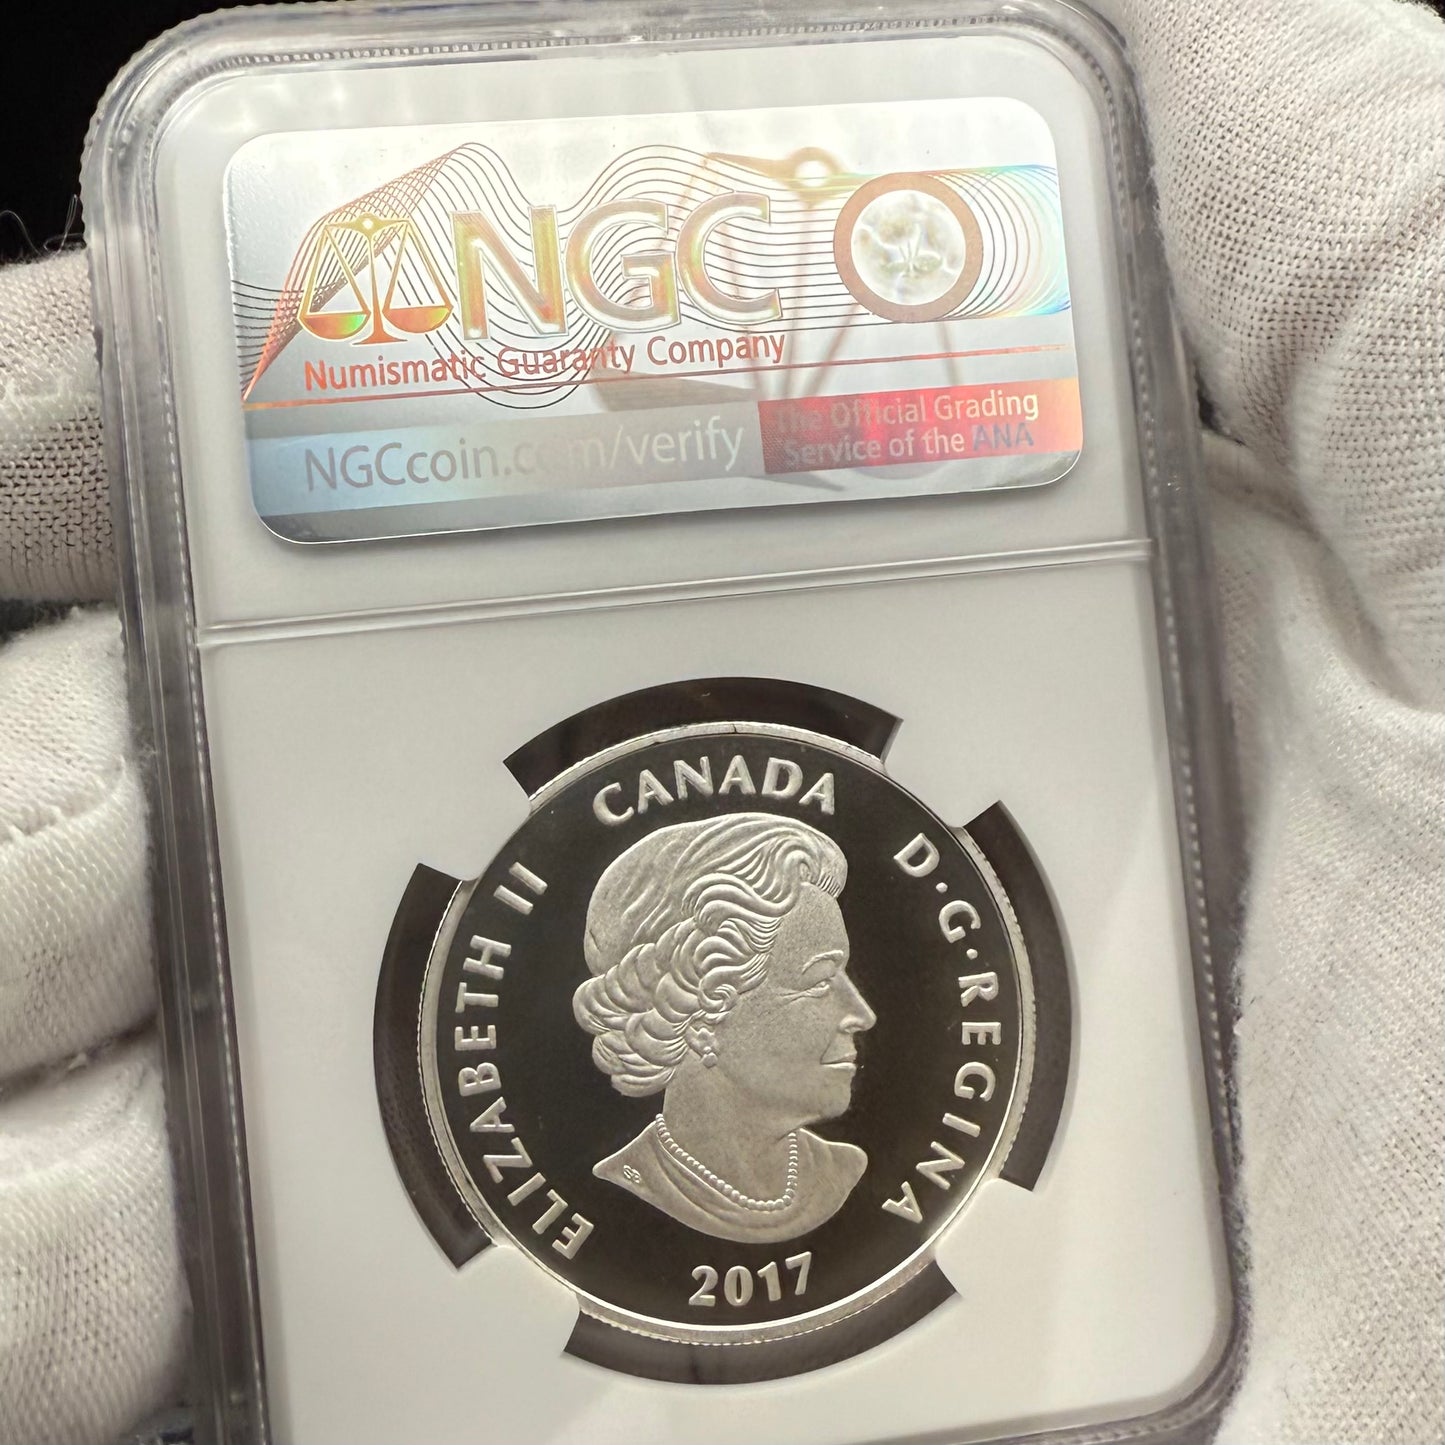 NGC
Numismatic Guaranty Company
NGCcoin.com/verify
The Official Grading
Service of the ANA
CANADA
ELIZABETH II
D·G·REGINA
SB
2017